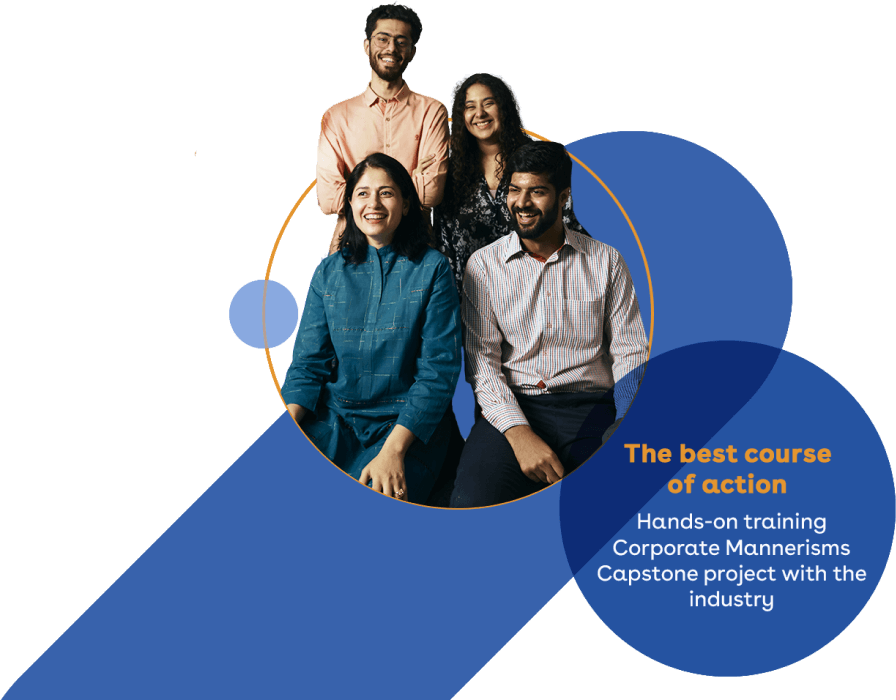 The best course
of action
Hands-on training
Corporate Mannerisms
Capstone project with the
industry